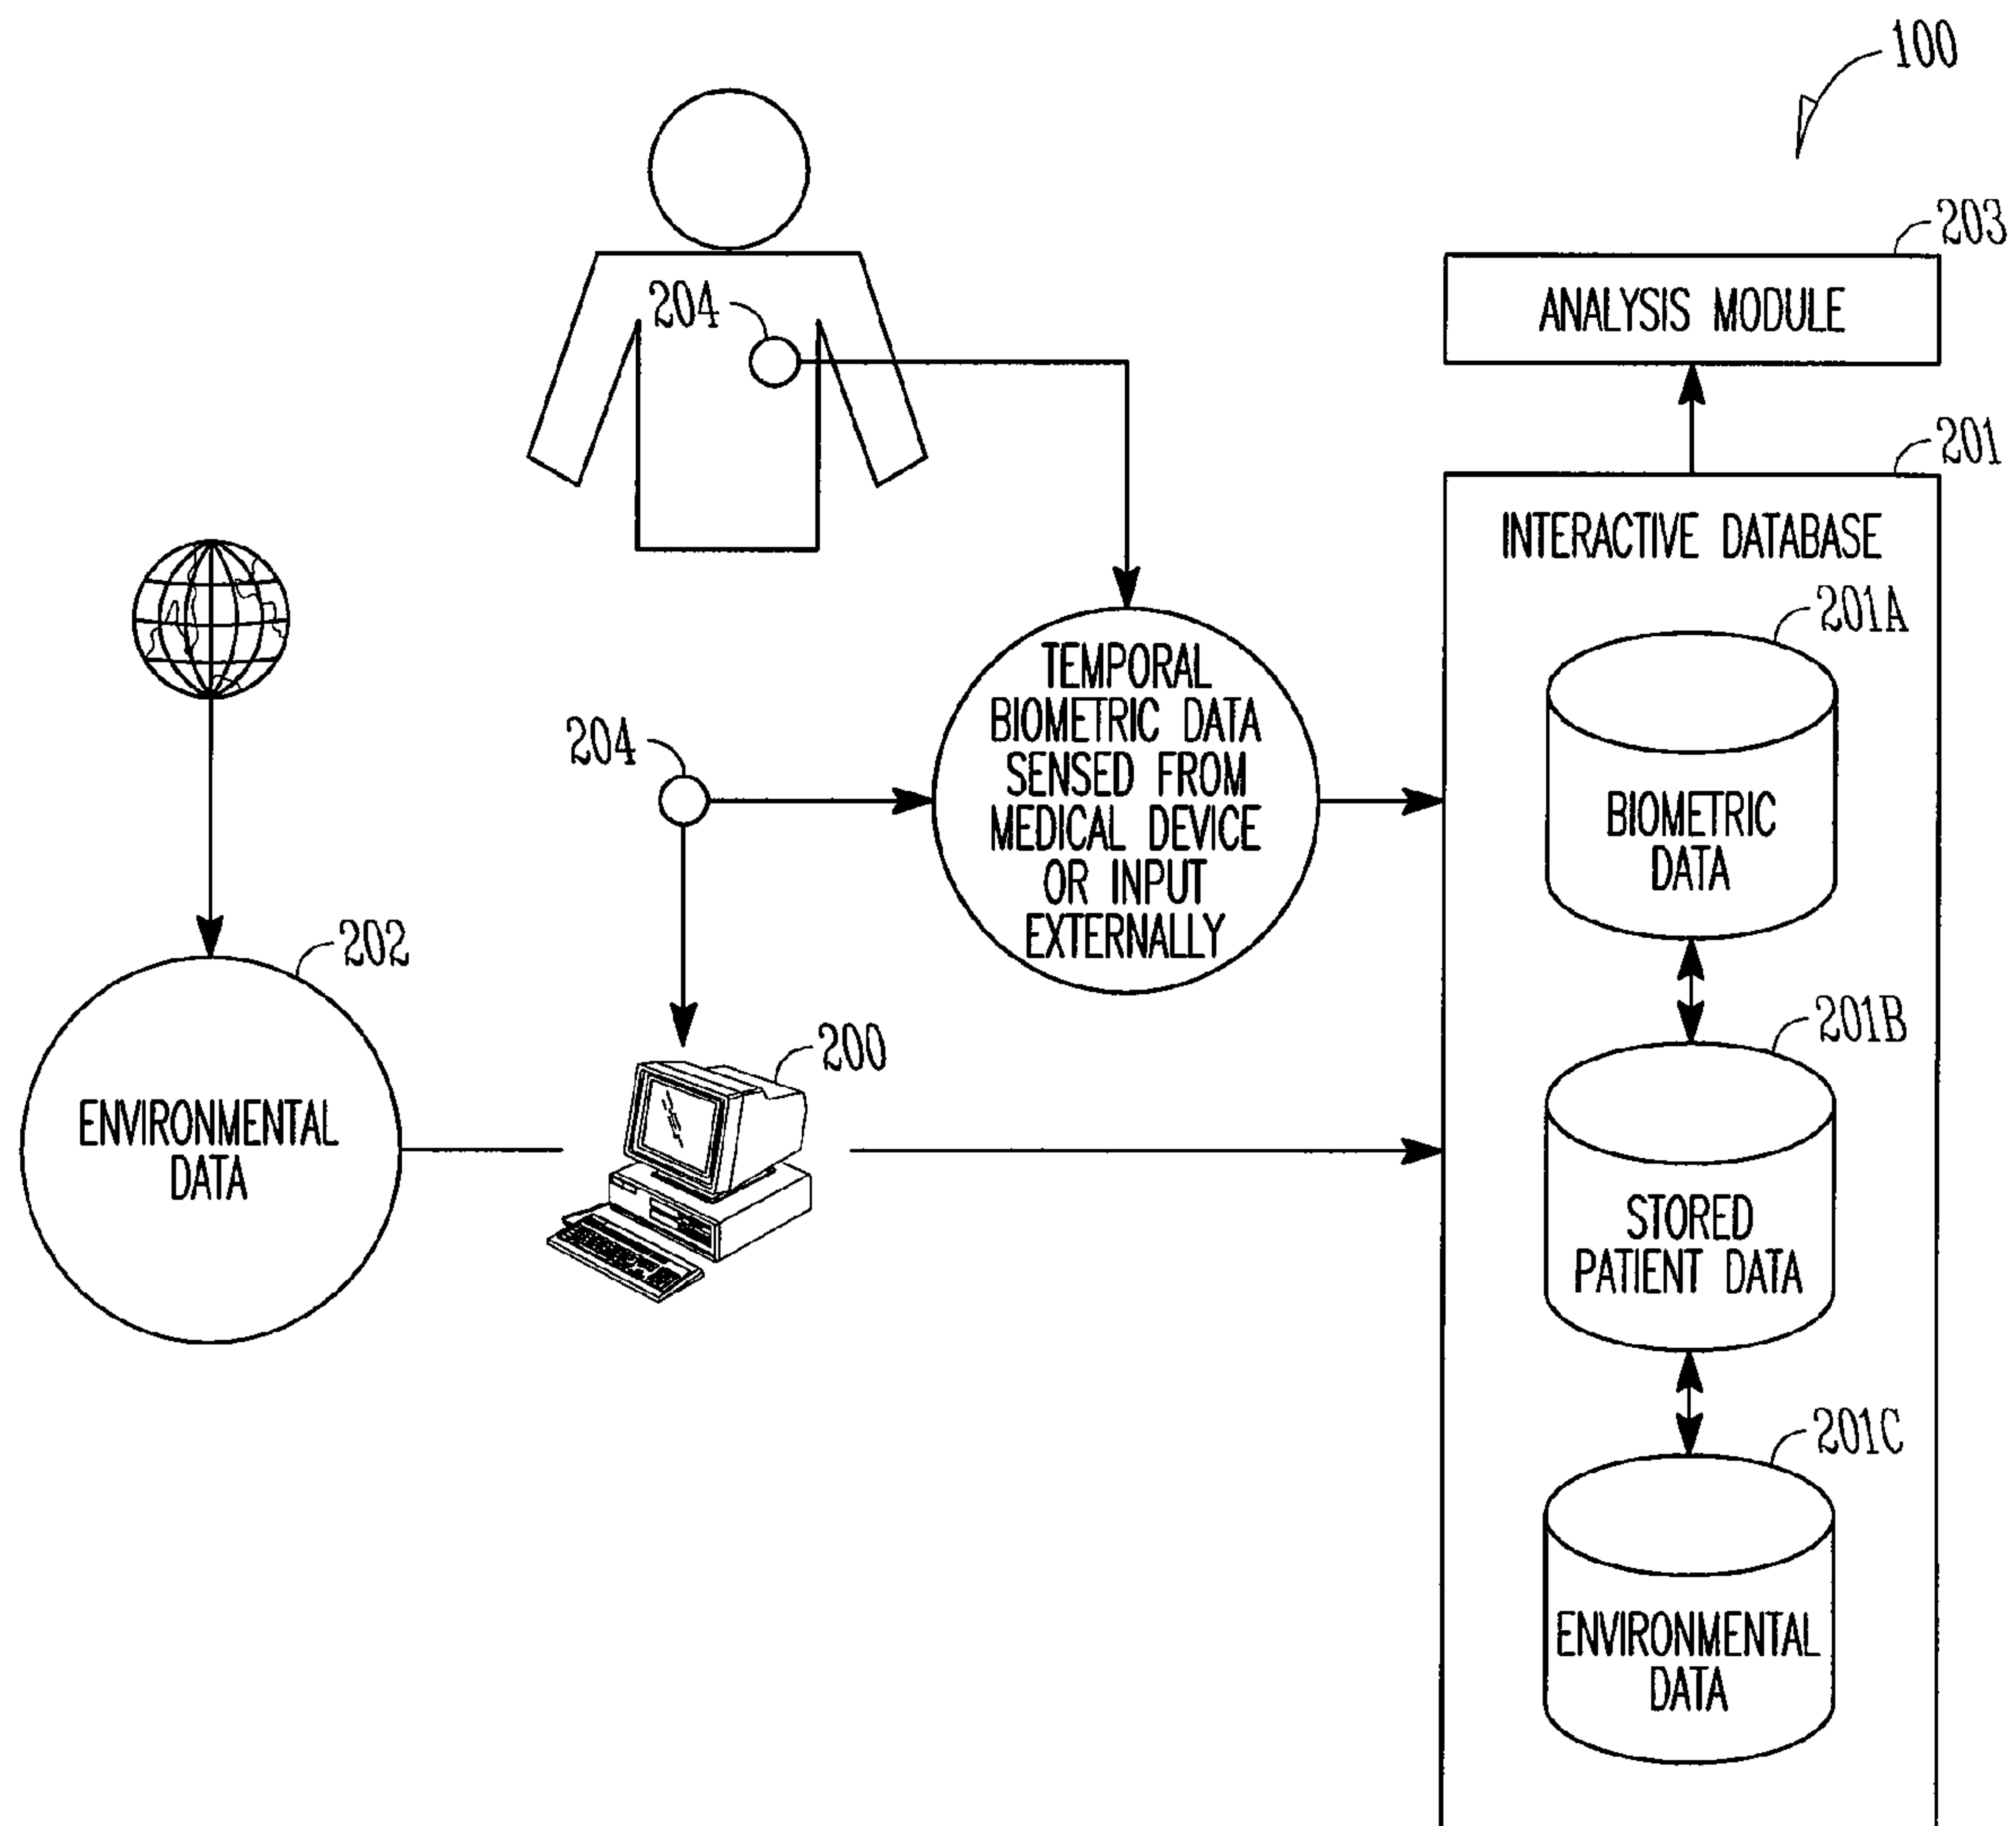 100
203
ANALYSIS MODULE
204
201
INTERACTIVE DATABASE
201A
BIOMETRIC
DATA
TEMPORAL
BIOMETRIC DATA
SENSED FROM
MEDICAL DEVICE
OR INPUT
EXTERNALLY
204
202
ENVIRONMENTAL
DATA
200
201B
STORED
PATIENT DATA
201C
ENVIRONMENTAL
DATA